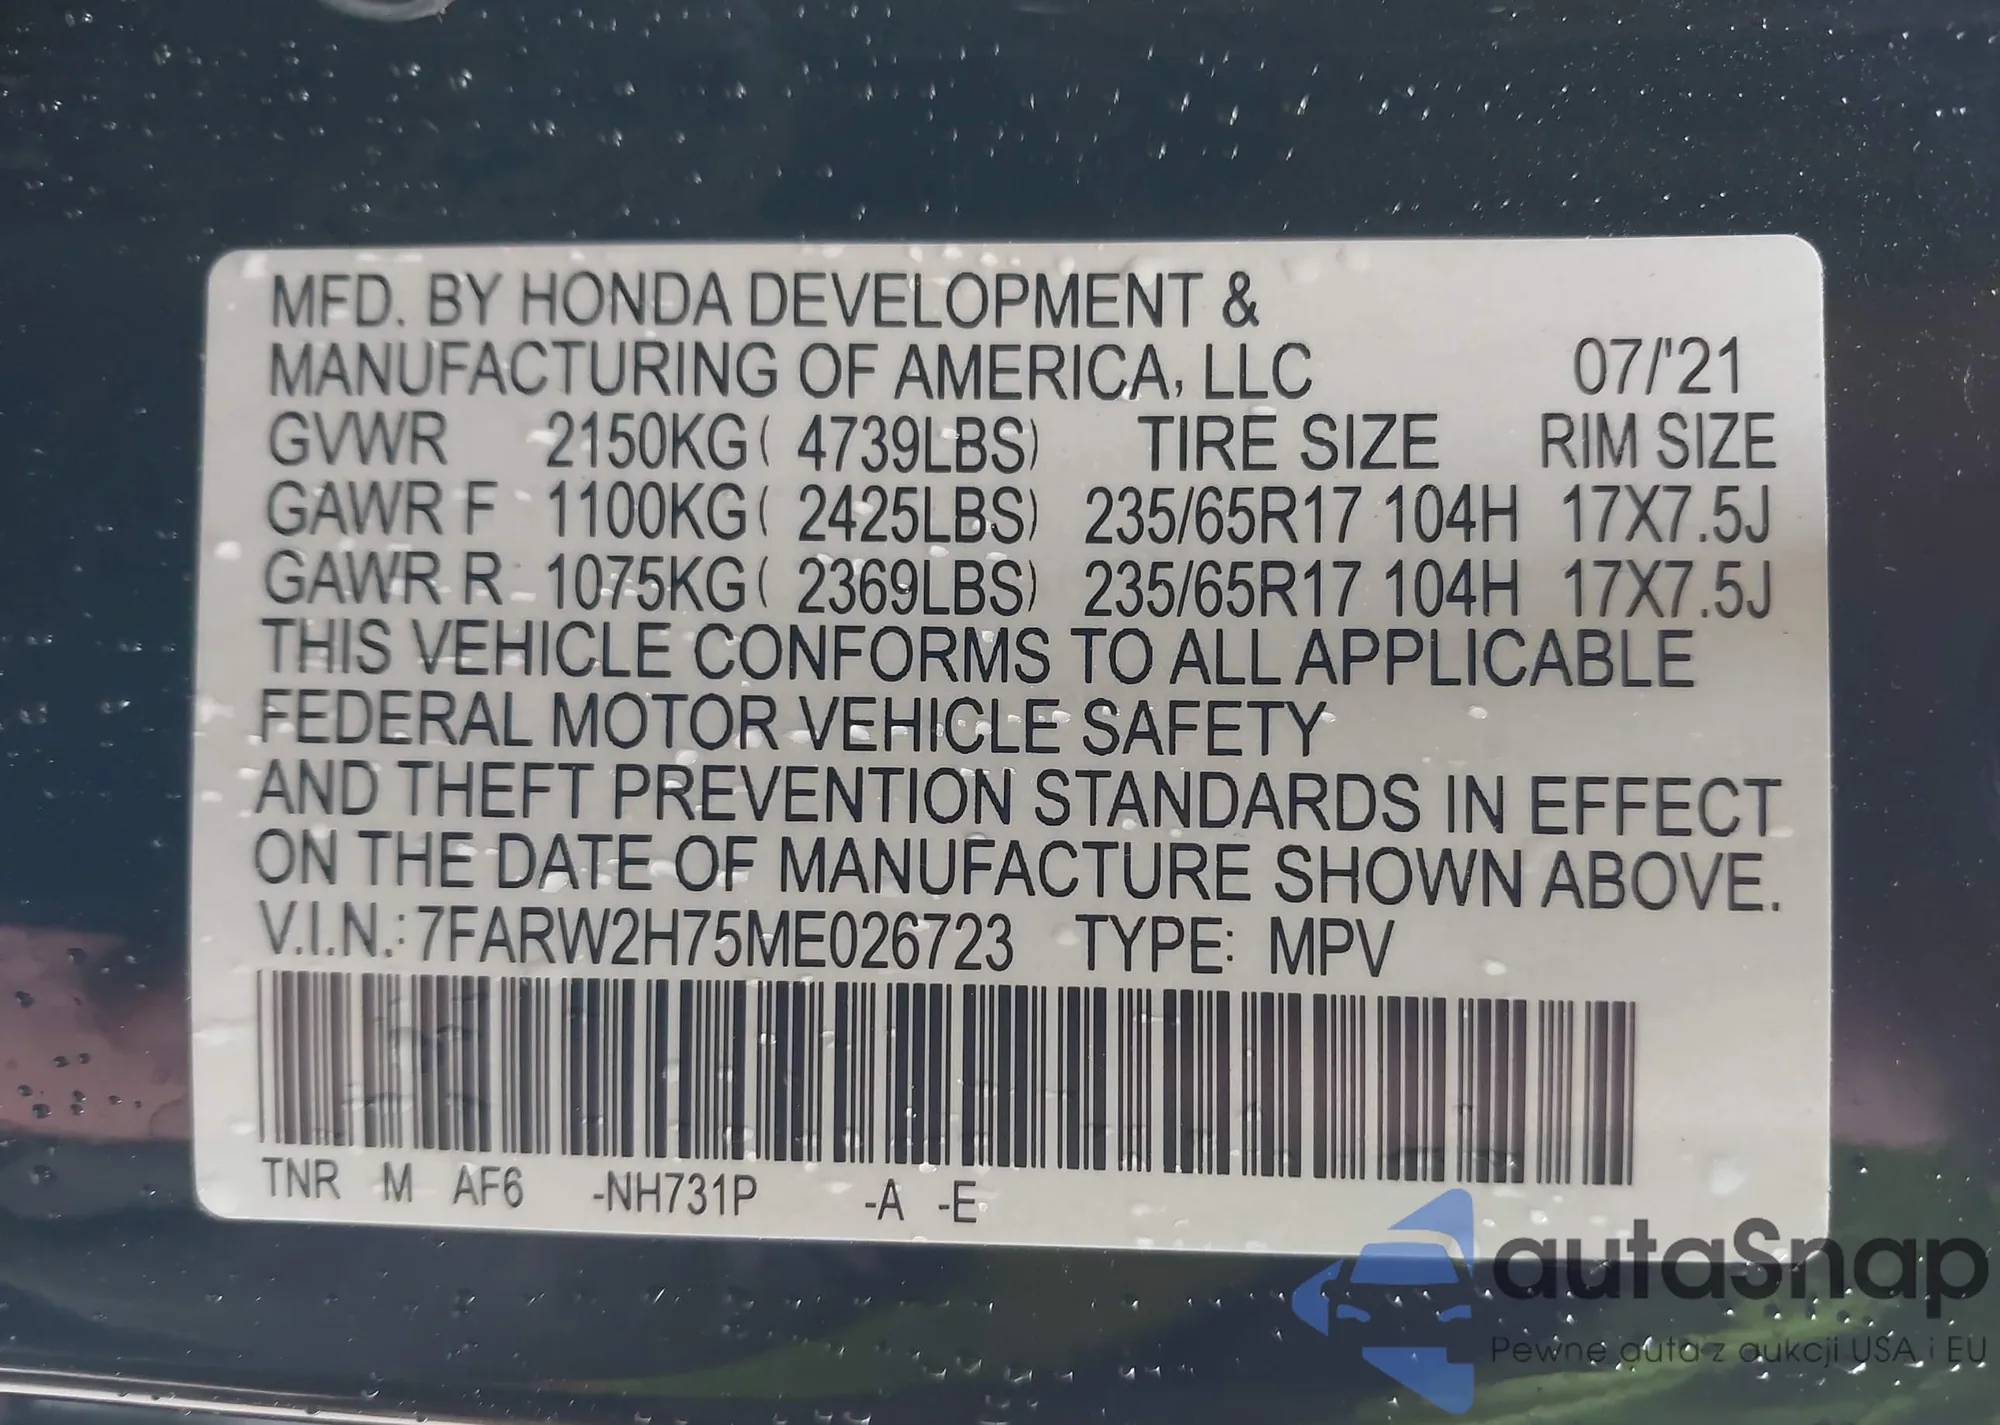 MFD. BY HONDA DEVELOPMENT &
MANUFACTURING OF AMERICA, LLC 07/'21
GVWR 2150KG( 4739LBS) TIRE SIZE RIM SIZE
GAWR F 1100KG( 2425LBS) 235/65R17 104H 17X7.5J
GAWR R 1075KG( 2369LBS) 235/65R17 104H 17X7.5J
THIS VEHICLE CONFORMS TO ALL APPLICABLE
FEDERAL MOTOR VEHICLE SAFETY
AND THEFT PREVENTION STANDARDS IN EFFECT
ON THE DATE OF MANUFACTURE SHOWN ABOVE.
V.I.N.: 7FARW2H75ME026723 TYPE: MPV
TNR M AF6 -NH731P -A -E
autaSnap
Pewne auta z aukcji USA i EU